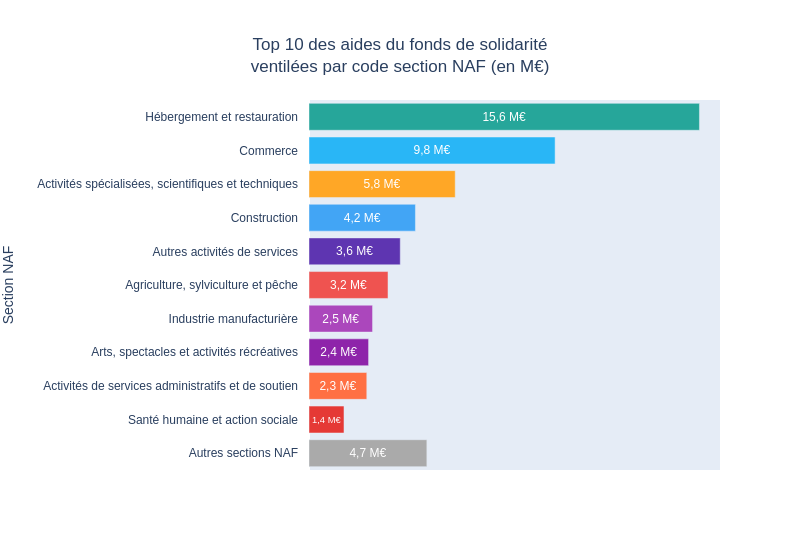 Top 10 des aides du fonds de solidarité
ventilées par code section NAF (en M€)
Section NAF
Hébergement et restauration 15,6 M€
Commerce 9,8 M€
Activités spécialisées, scientifiques et techniques 5,8 M€
Construction 4,2 M€
Autres activités de services 3,6 M€
Agriculture, sylviculture et pêche 3,2 M€
Industrie manufacturière 2,5 M€
Arts, spectacles et activités récréatives 2,4 M€
Activités de services administratifs et de soutien 2,3 M€
Santé humaine et action sociale 1,4 M€
Autres sections NAF 4,7 M€